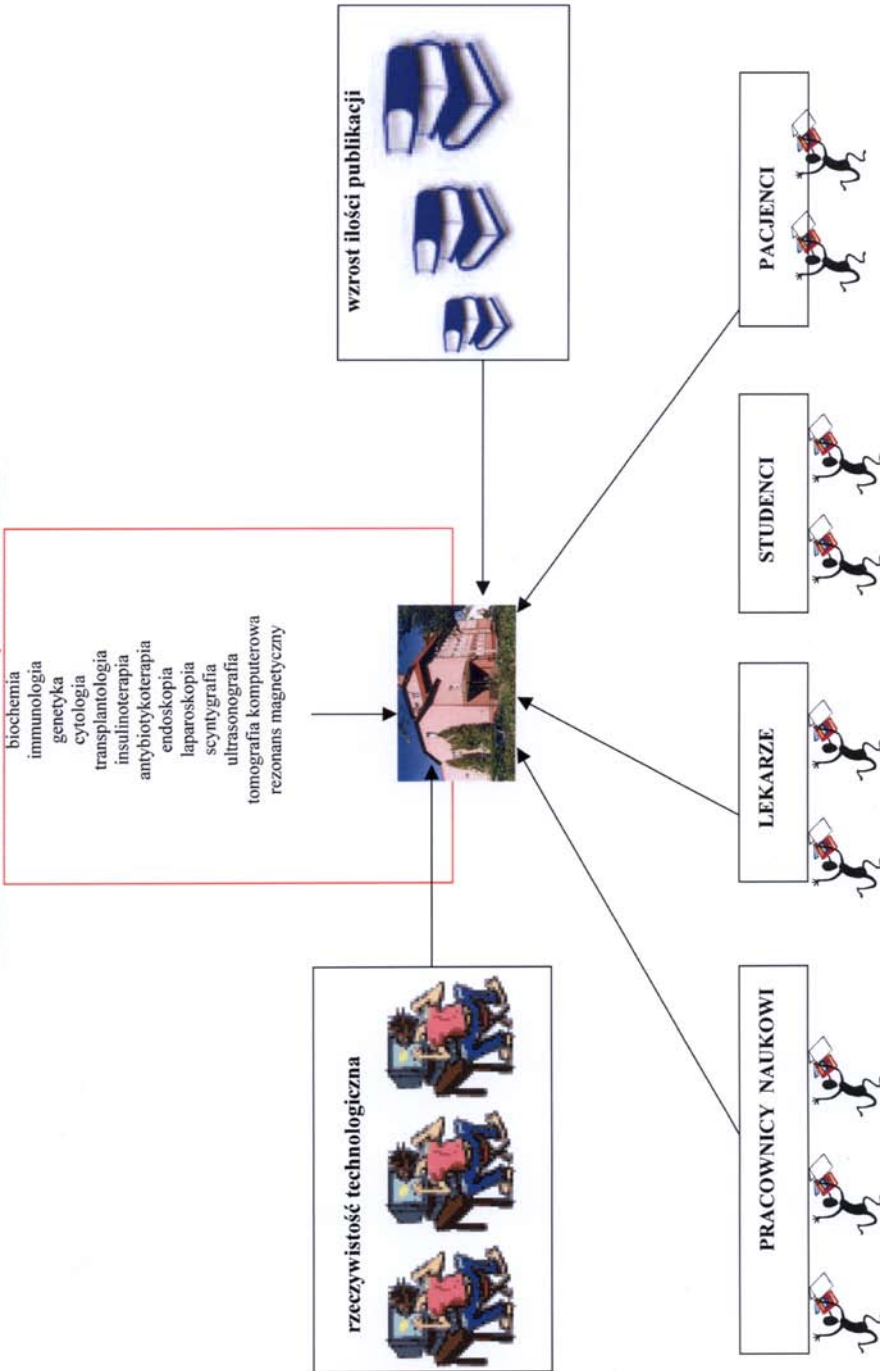 biochemia
immunologia
genetyka
cytologia
transplantologia
insulinoterapia
antybiotykoterapia
endoskopia
laparoskopia
scyntygrafia
ultrasonografia
tomografia komputerowa
rezonans magnetyczny
rzeczywistość technologiczna
wzrost ilości publikacji
PRACOWNICY NAUKOWI
LEKARZE
STUDENCI
PACJENCI